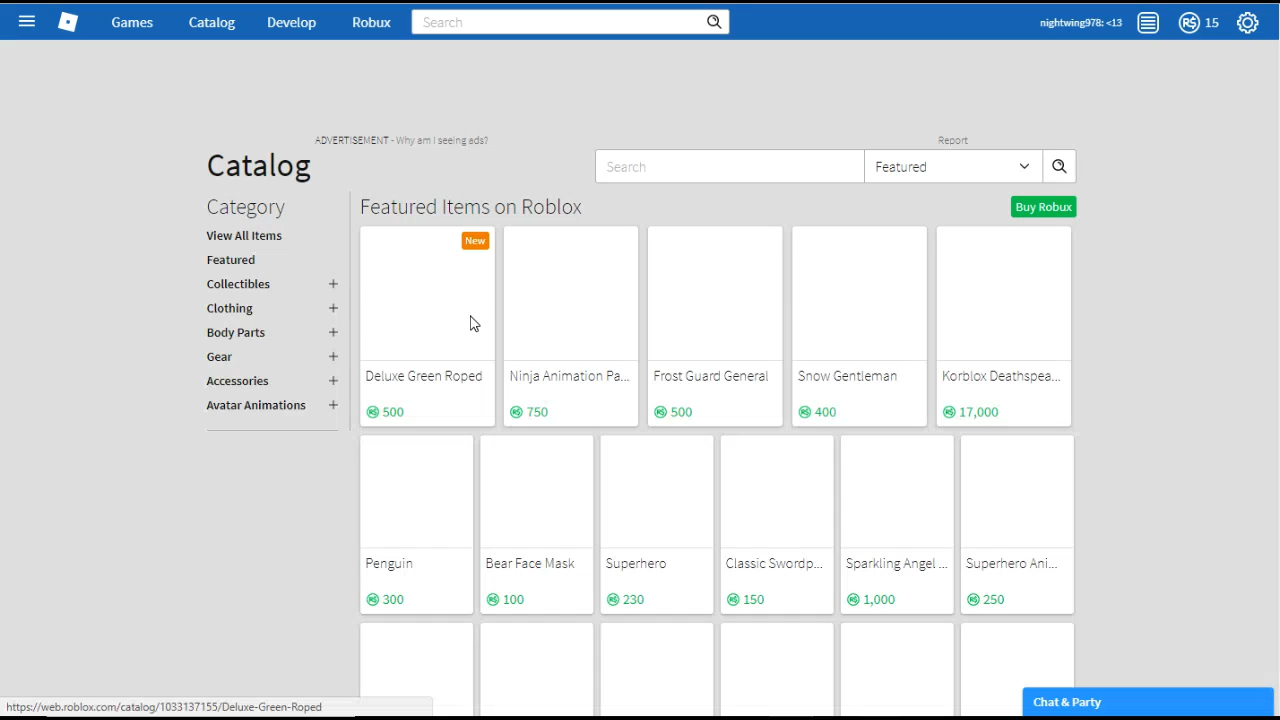 Games Catalog Develop Robux Search nightwing978: <13 R$ 15
ADVERTISEMENT - Why am I seeing ads? Report
Catalog
Search Featured
Category
View All Items
Featured
Collectibles +
Clothing +
Body Parts +
Gear +
Accessories +
Avatar Animations +
Featured Items on Roblox
Buy Robux
New
Deluxe Green Roped Ninja Animation Pa... Frost Guard General Snow Gentleman Korblox Deathspea...
R$ 500 R$ 750 R$ 500 R$ 400 R$ 17,000
Penguin Bear Face Mask Superhero Classic Swordp... Sparkling Angel ... Superhero Ani...
R$ 300 R$ 100 R$ 230 R$ 150 R$ 1,000 R$ 250
https://web.roblox.com/catalog/1033137155/Deluxe-Green-Roped
Chat & Party